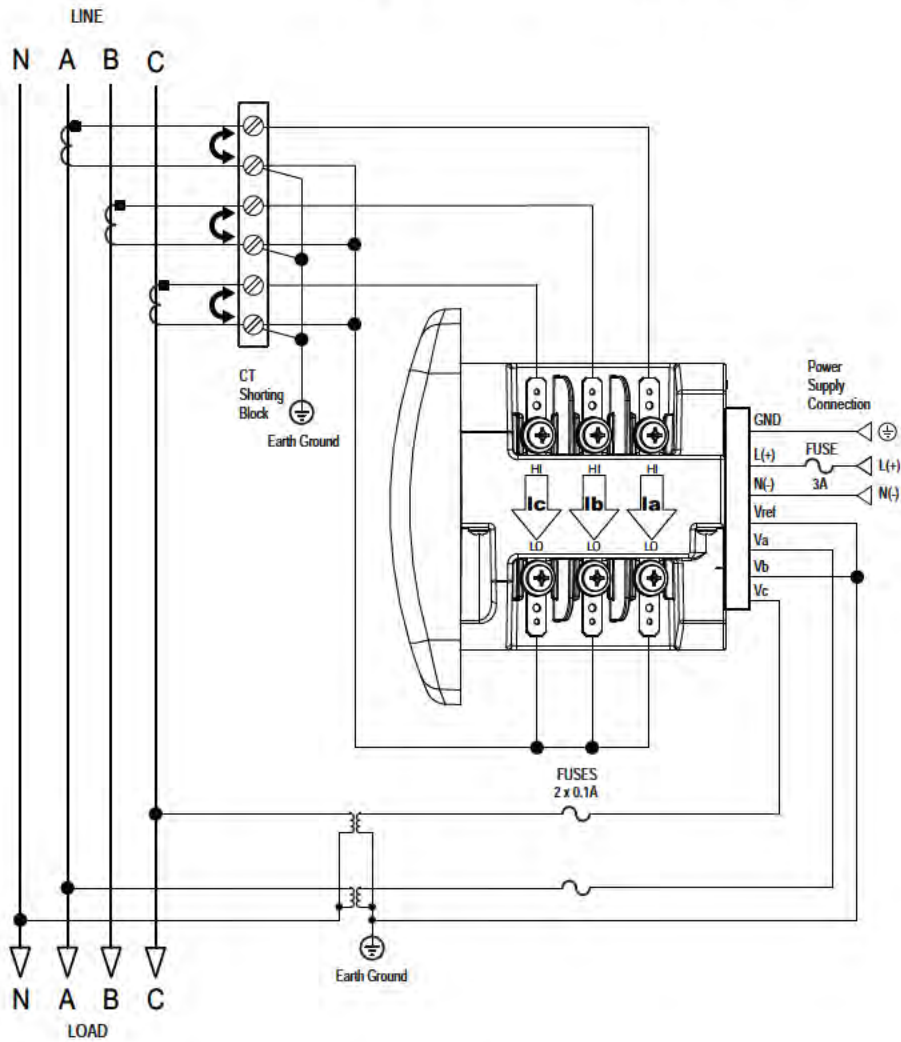 LINE
N A B C
CT
Shorting
Block
Earth Ground
Power
Supply
Connection
GND
L(+)
FUSE
3A
L(+)
N(-)
N(-)
Vref
Va
Vb
Vc
HI HI HI
Ic Ib Ia
LO LO LO
FUSES
2 x 0.1A
Earth Ground
N A B C
LOAD